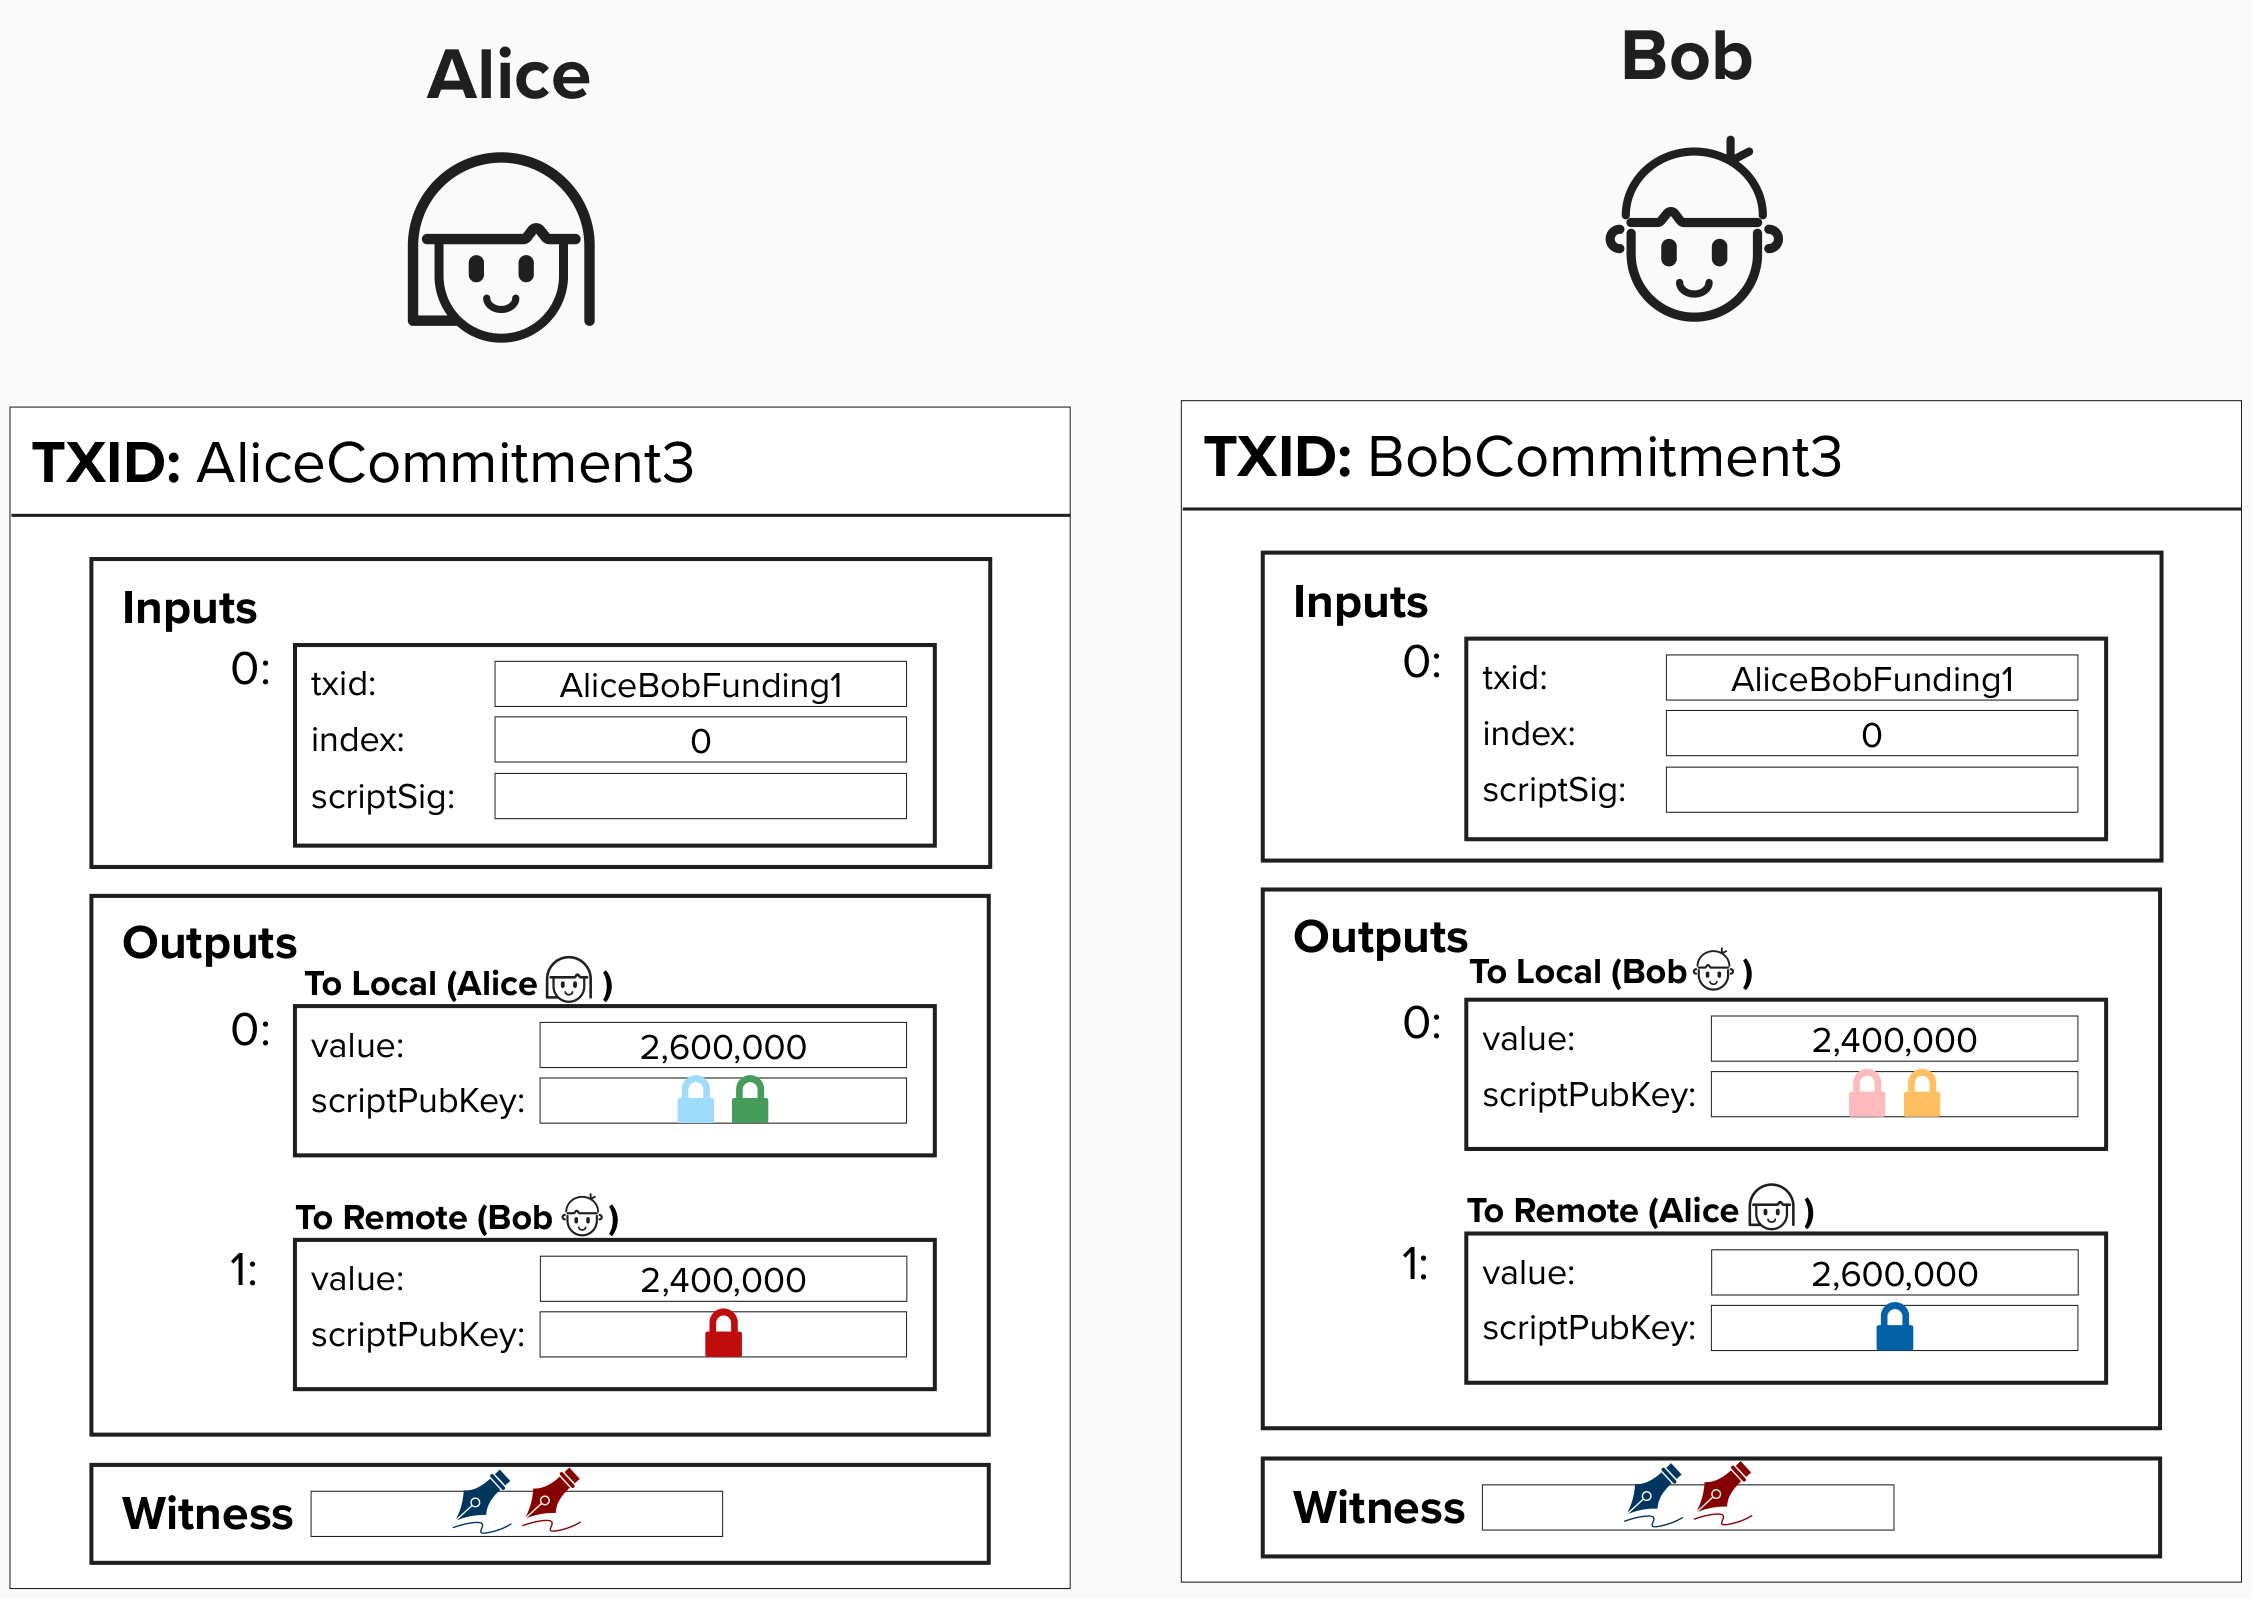 Alice
TXID: AliceCommitment3
Inputs
0:
txid: AliceBobFunding1
index: 0
scriptSig:
Outputs
To Local (Alice )
0:
value: 2,600,000
scriptPubKey:
To Remote (Bob )
1:
value: 2,400,000
scriptPubKey:
Witness
Bob
TXID: BobCommitment3
Inputs
0:
txid: AliceBobFunding1
index: 0
scriptSig:
Outputs
To Local (Bob )
0:
value: 2,400,000
scriptPubKey:
To Remote (Alice )
1:
value: 2,600,000
scriptPubKey:
Witness